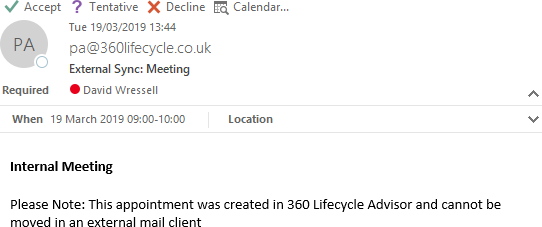 Accept ? Tentative Decline Calendar...
Tue 19/03/2019 13:44
PA
pa@360lifecycle.co.uk
External Sync: Meeting
Required David Wressell
When 19 March 2019 09:00-10:00 Location
Internal Meeting
Please Note: This appointment was created in 360 Lifecycle Advisor and cannot be
moved in an external mail client